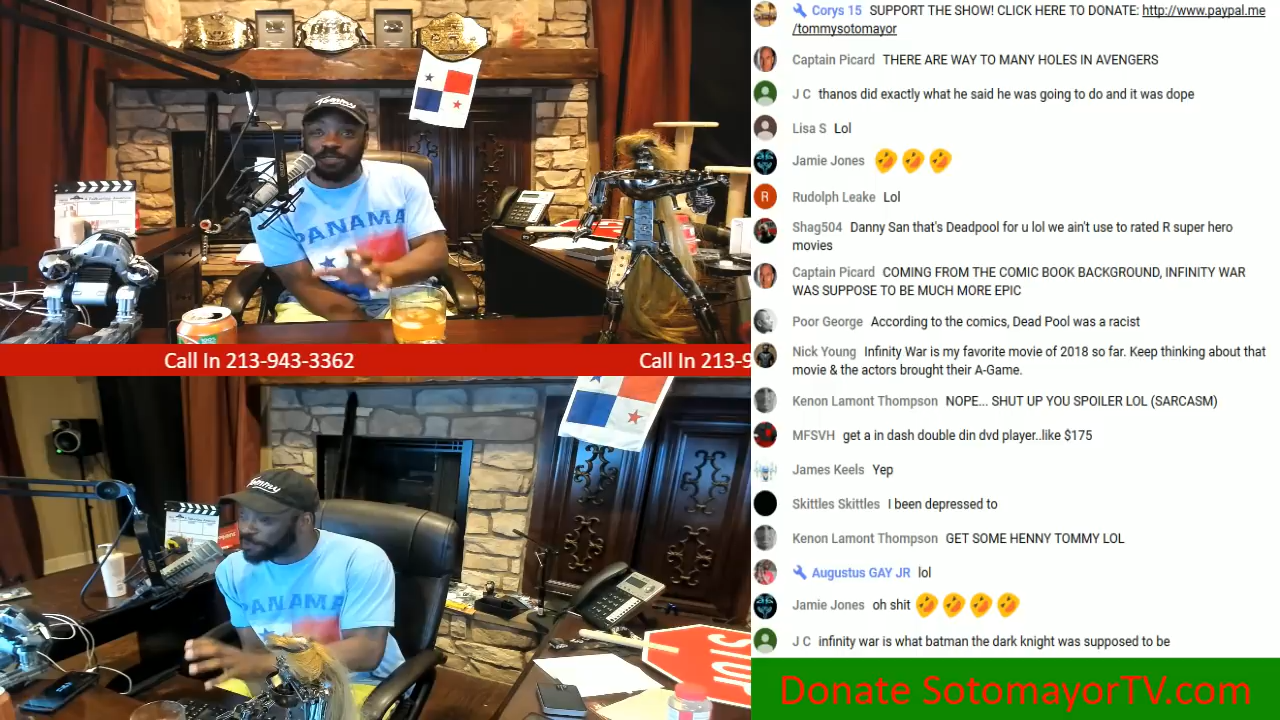 Tommy
PANAMA
Call In 213-943-3362
Call In 213-9
Tommy
PANAMA
Corys 15 SUPPORT THE SHOW! CLICK HERE TO DONATE: http://www.paypal.me
/tommysotomayor
Captain Picard THERE ARE WAY TO MANY HOLES IN AVENGERS
J C thanos did exactly what he said he was going to do and it was dope
Lisa S Lol
Jamie Jones 🤣🤣🤣
R
Rudolph Leake Lol
Shag504 Danny San that's Deadpool for u lol we ain't use to rated R super hero
movies
Captain Picard COMING FROM THE COMIC BOOK BACKGROUND, INFINITY WAR
WAS SUPPOSE TO BE MUCH MORE EPIC
Poor George According to the comics, Dead Pool was a racist
Nick Young Infinity War is my favorite movie of 2018 so far. Keep thinking about that
movie & the actors brought their A-Game.
Kenon Lamont Thompson NOPE... SHUT UP YOU SPOILER LOL (SARCASM)
MFSVH get a in dash double din dvd player..like $175
James Keels Yep
Skittles Skittles I been depressed to
Kenon Lamont Thompson GET SOME HENNY TOMMY LOL
Augustus GAY JR lol
Jamie Jones oh shit 🤣🤣🤣🤣
J C infinity war is what batman the dark knight was supposed to be
Donate SotomayorTV.com